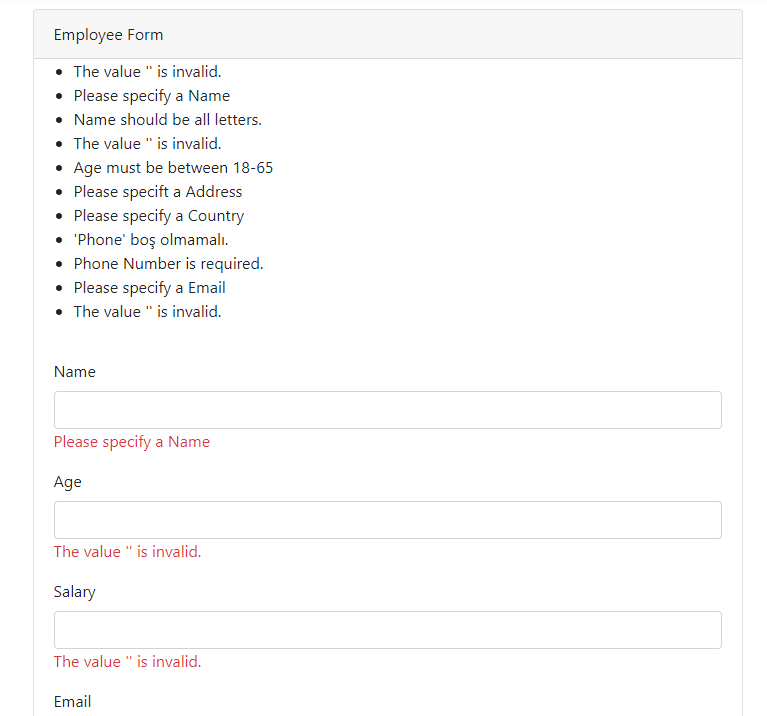 Employee Form
The value '' is invalid.
Please specify a Name
Name should be all letters.
The value '' is invalid.
Age must be between 18-65
Please specift a Address
Please specify a Country
'Phone' boş olmamalı.
Phone Number is required.
Please specify a Email
The value '' is invalid.
Name
Please specify a Name
Age
The value '' is invalid.
Salary
The value '' is invalid.
Email